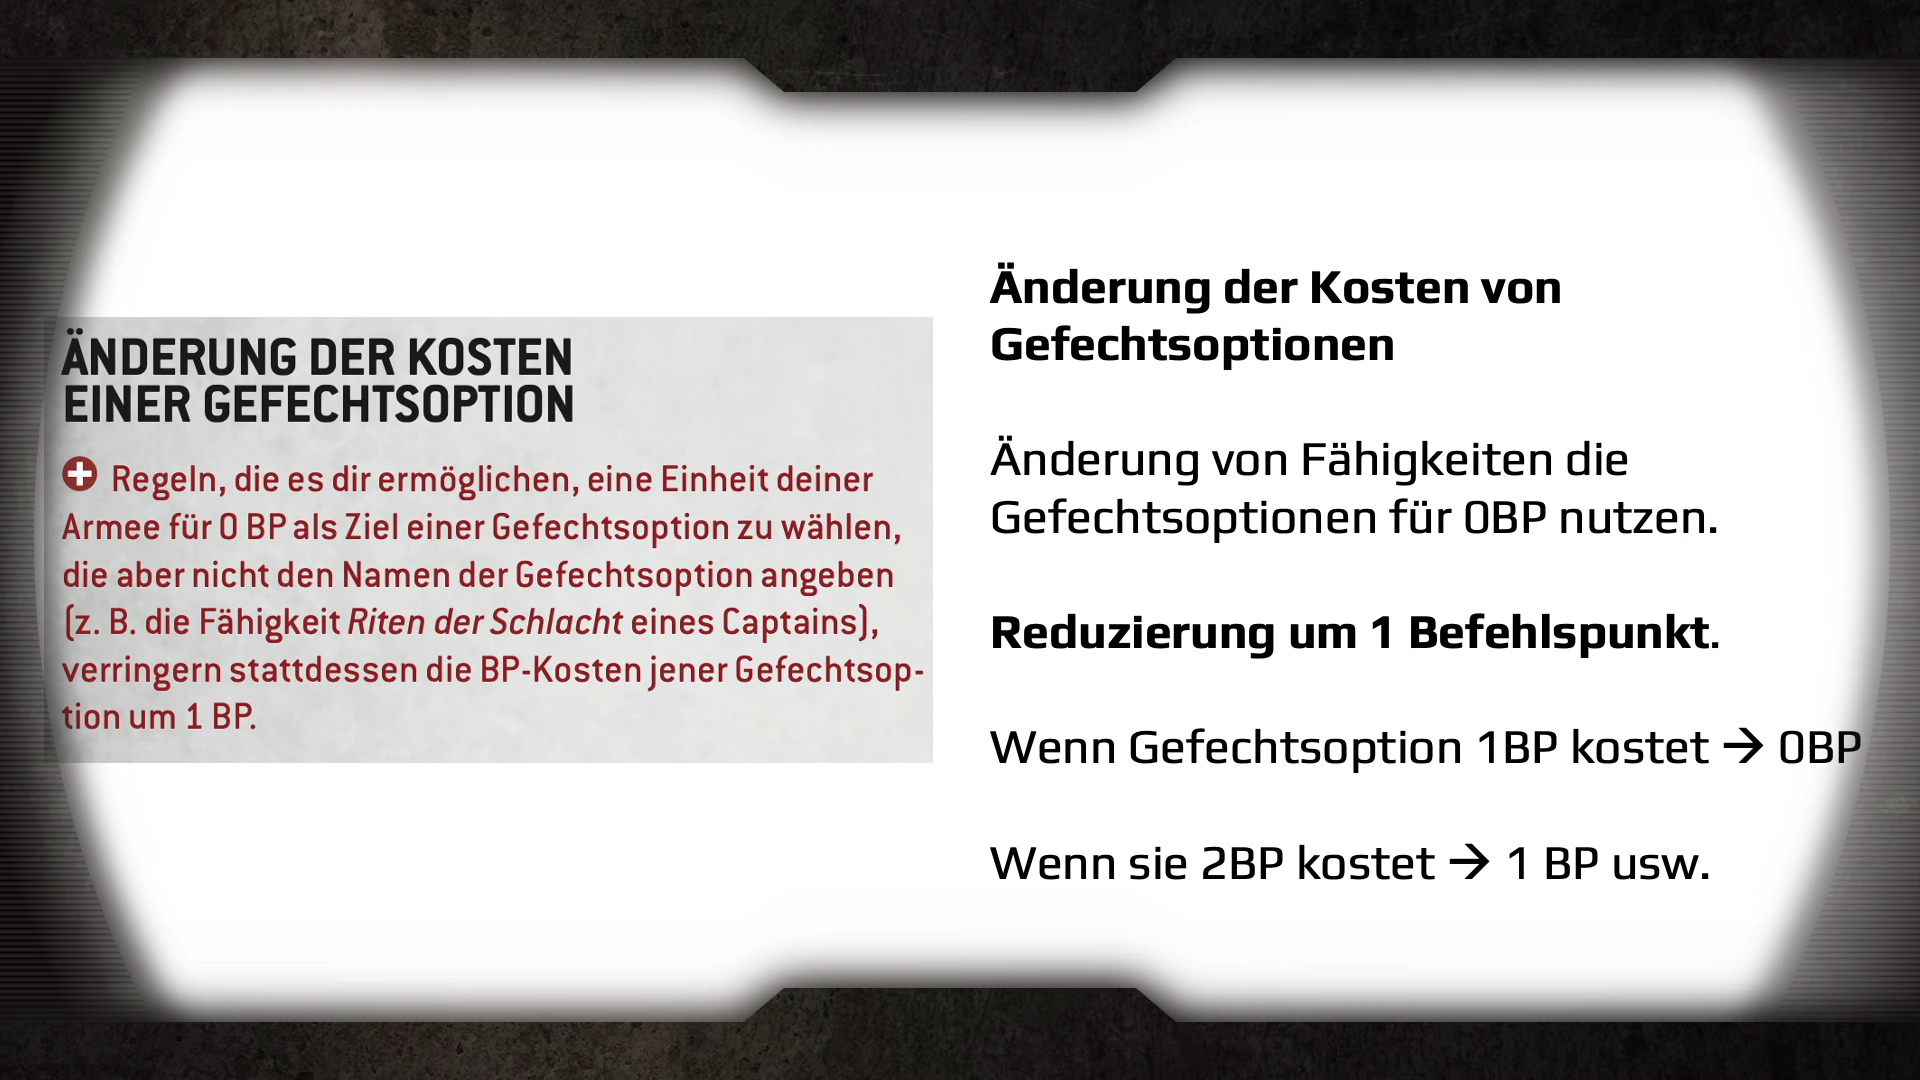 ÄNDERUNG DER KOSTEN
EINER GEFECHTSOPTION
Regeln, die es dir ermöglichen, eine Einheit deiner
Armee für 0 BP als Ziel einer Gefechtsoption zu wählen,
die aber nicht den Namen der Gefechtsoption angeben
(z. B. die Fähigkeit Riten der Schlacht eines Captains),
verringern stattdessen die BP-Kosten jener Gefechtsop-
tion um 1 BP.
Änderung der Kosten von
Gefechtsoptionen
Änderung von Fähigkeiten die
Gefechtsoptionen für 0BP nutzen.
Reduzierung um 1 Befehlspunkt.
Wenn Gefechtsoption 1BP kostet → 0BP
Wenn sie 2BP kostet → 1 BP usw.